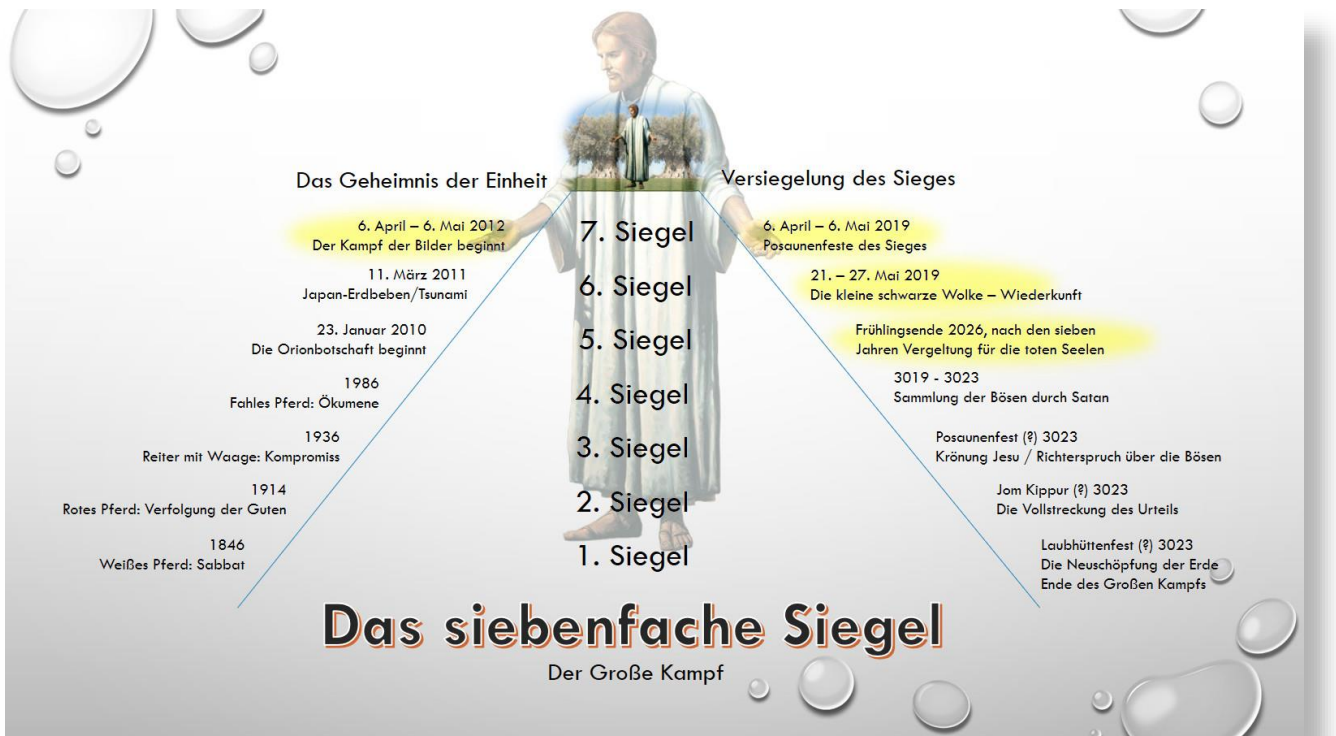 Das Geheimnis der Einheit
Versiegelung des Sieges
6. April – 6. Mai 2012
Der Kampf der Bilder beginnt
7. Siegel
6. April – 6. Mai 2019
Posaunenfeste des Sieges
11. März 2011
Japan-Erdbeben/Tsunami
6. Siegel
21. – 27. Mai 2019
Die kleine schwarze Wolke – Wiederkunft
23. Januar 2010
Die Orionbotschaft beginnt
5. Siegel
Frühlingsende 2026, nach den sieben
Jahren Vergeltung für die toten Seelen
1986
Fahles Pferd: Ökumene
4. Siegel
3019 - 3023
Sammlung der Bösen durch Satan
1936
Reiter mit Waage: Kompromiss
3. Siegel
Posaunenfest (?) 3023
Krönung Jesu / Richterspruch über die Bösen
1914
Rotes Pferd: Verfolgung der Guten
2. Siegel
Jom Kippur (?) 3023
Die Vollstreckung des Urteils
1846
Weißes Pferd: Sabbat
1. Siegel
Laubhüttenfest (?) 3023
Die Neuschöpfung der Erde
Ende des Großen Kampfs
Das siebenfache Siegel
Der Große Kampf